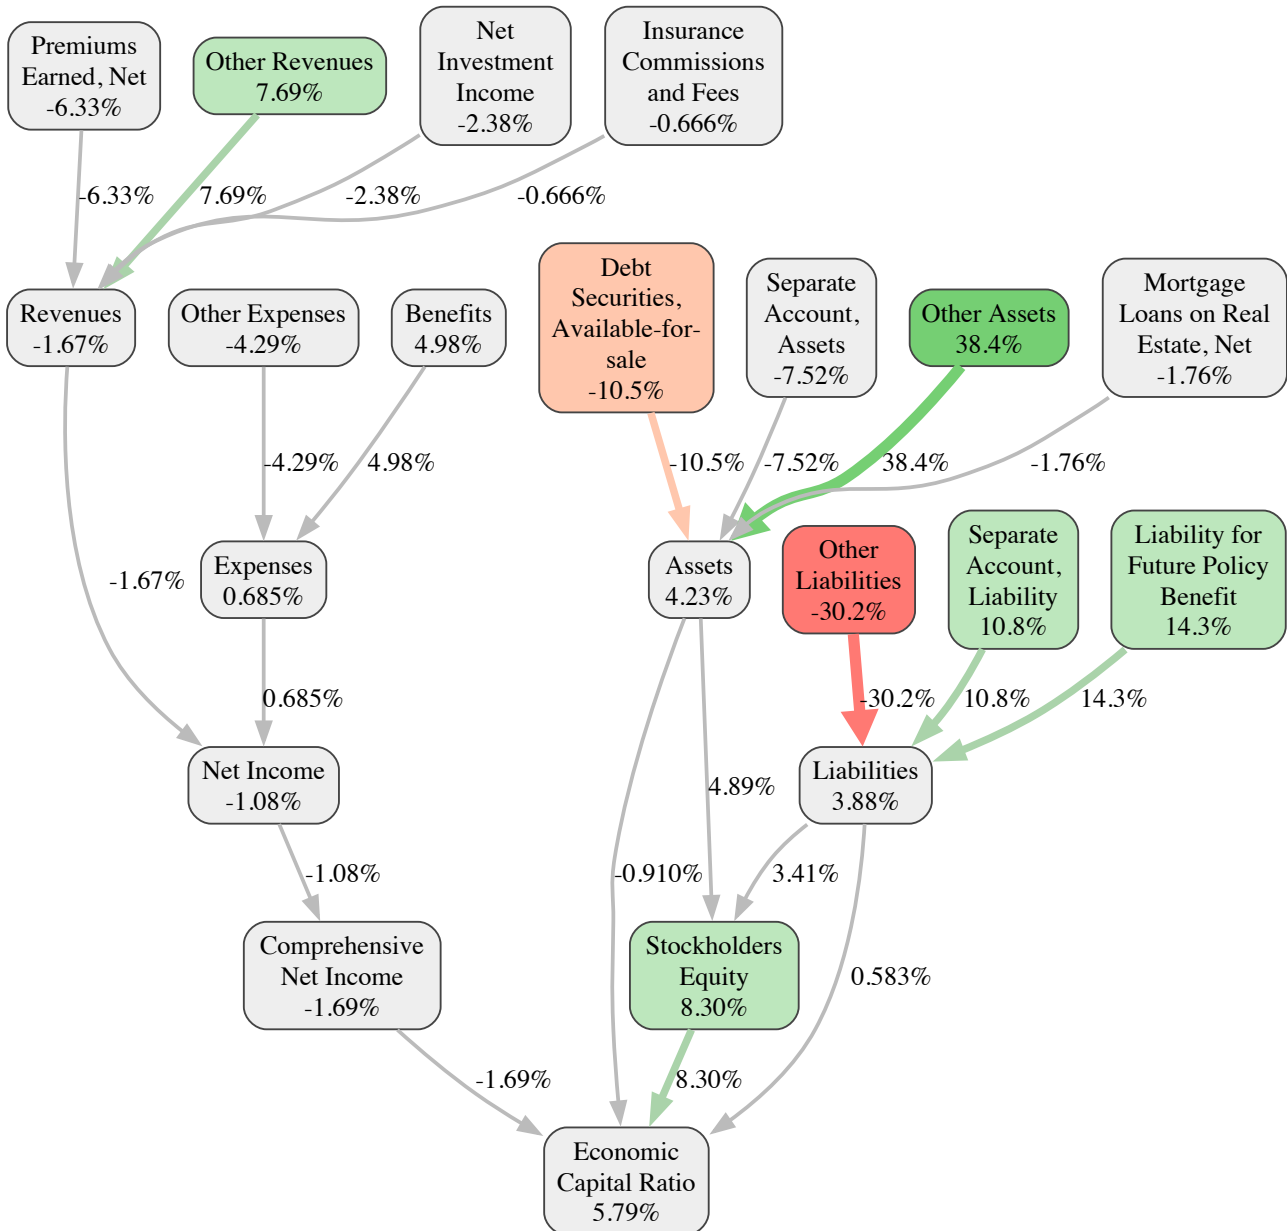 Premiums
Earned, Net
-6.33%
Other Revenues
7.69%
Net
Investment
Income
-2.38%
Insurance
Commissions
and Fees
-0.666%
-6.33%
7.69%
-2.38%
-0.666%
Revenues
-1.67%
Other Expenses
-4.29%
Benefits
4.98%
Debt
Securities,
Available-for-
sale
-10.5%
Separate
Account,
Assets
-7.52%
Other Assets
38.4%
Mortgage
Loans on Real
Estate, Net
-1.76%
-4.29%
4.98%
-10.5%
-7.52%
38.4%
-1.76%
-1.67%
Expenses
0.685%
Assets
4.23%
Other
Liabilities
-30.2%
Separate
Account,
Liability
10.8%
Liability for
Future Policy
Benefit
14.3%
0.685%
-30.2%
10.8%
14.3%
Net Income
-1.08%
4.89%
Liabilities
3.88%
-1.08%
-0.910%
3.41%
Comprehensive
Net Income
-1.69%
Stockholders
Equity
8.30%
0.583%
-1.69%
8.30%
Economic
Capital Ratio
5.79%